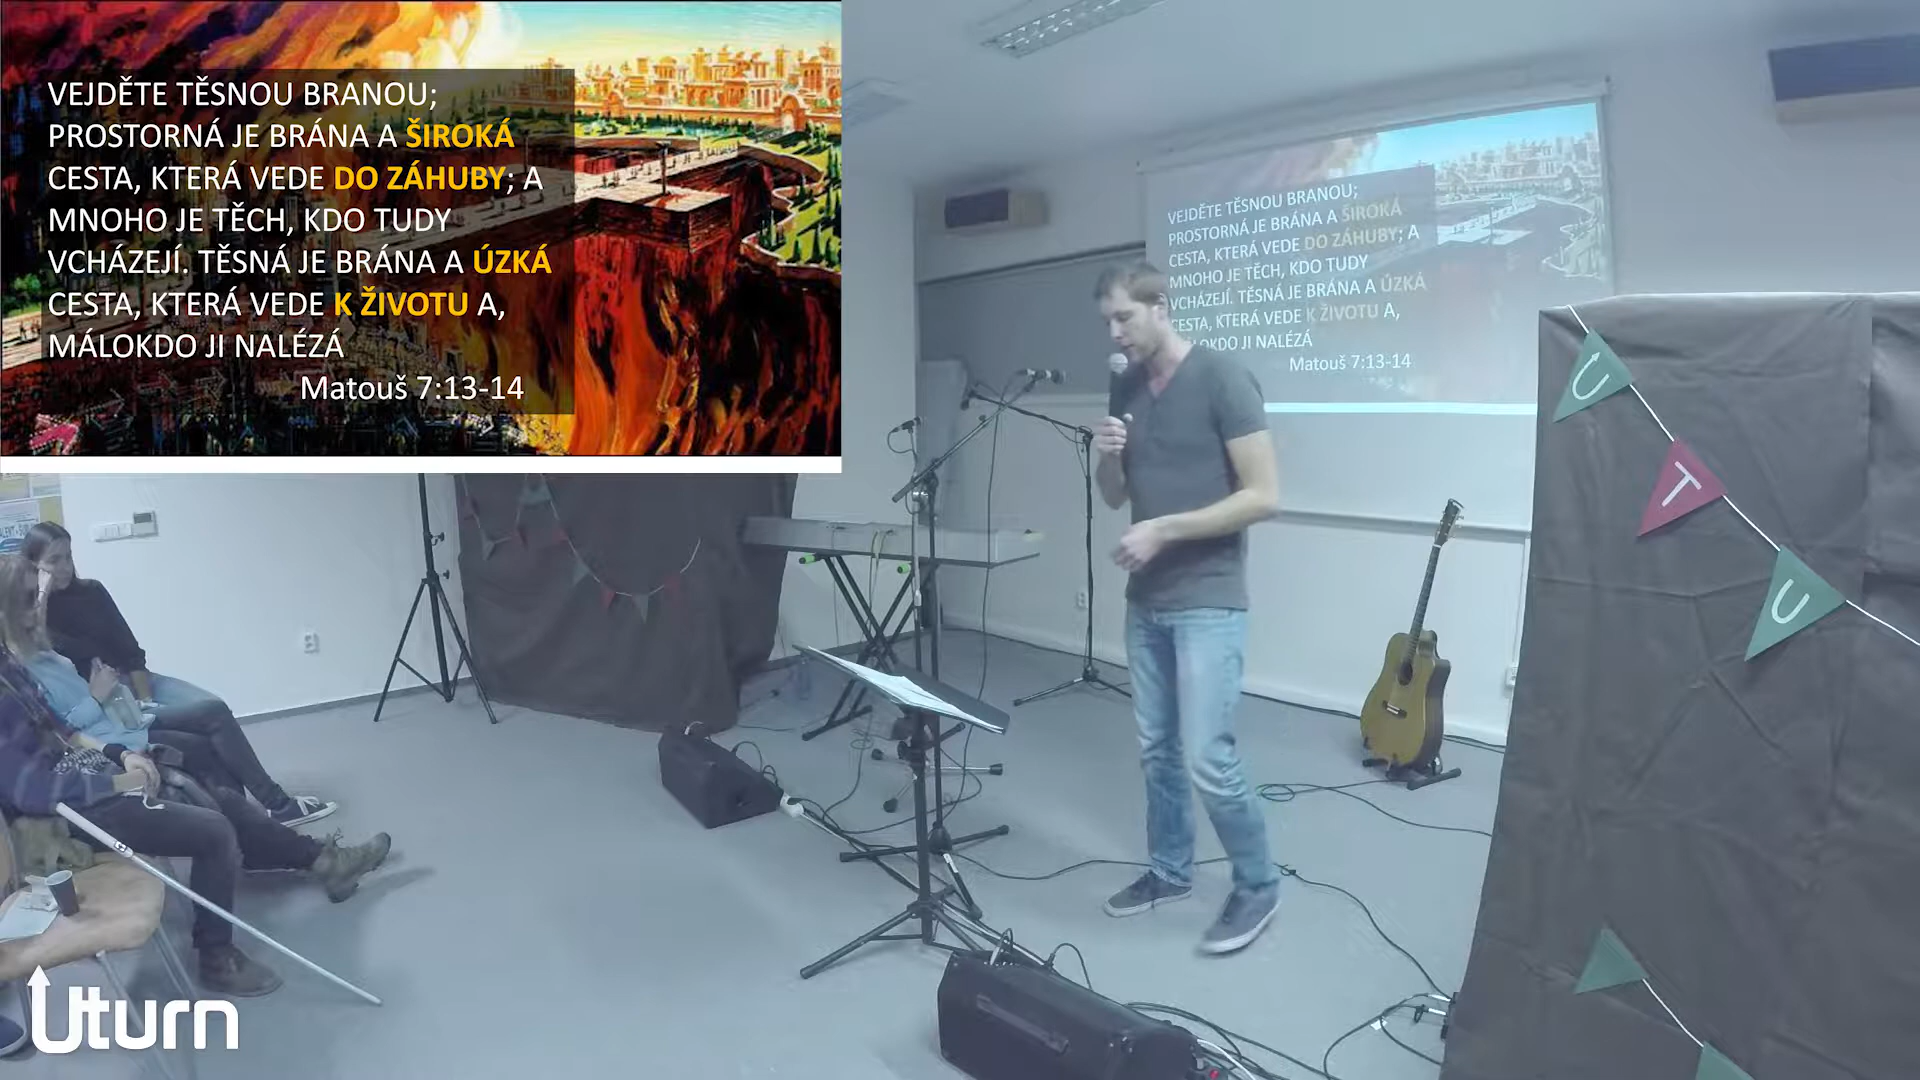 VEJDĚTE TĚSNOU BRANOU;
PROSTORNÁ JE BRÁNA A ŠIROKÁ
CESTA, KTERÁ VEDE DO ZÁHUBY; A
MNOHO JE TĚCH, KDO TUDY
VCHÁZEJÍ. TĚSNÁ JE BRÁNA A ÚZKÁ
CESTA, KTERÁ VEDE K ŽIVOTU A,
MÁLOKDO JI NALÉZÁ
Matouš 7:13-14
VEJDĚTE TĚSNOU BRANOU;
PROSTORNÁ JE BRÁNA A ŠIROKÁ
CESTA, KTERÁ VEDE DO ZÁHUBY; A
MNOHO JE TĚCH, KDO TUDY
VCHÁZEJÍ. TĚSNÁ JE BRÁNA A ÚZKÁ
CESTA, KTERÁ VEDE K ŽIVOTU A,
LOKDO JI NALÉZÁ
Matouš 7:13-14
U
T
U
Uturn